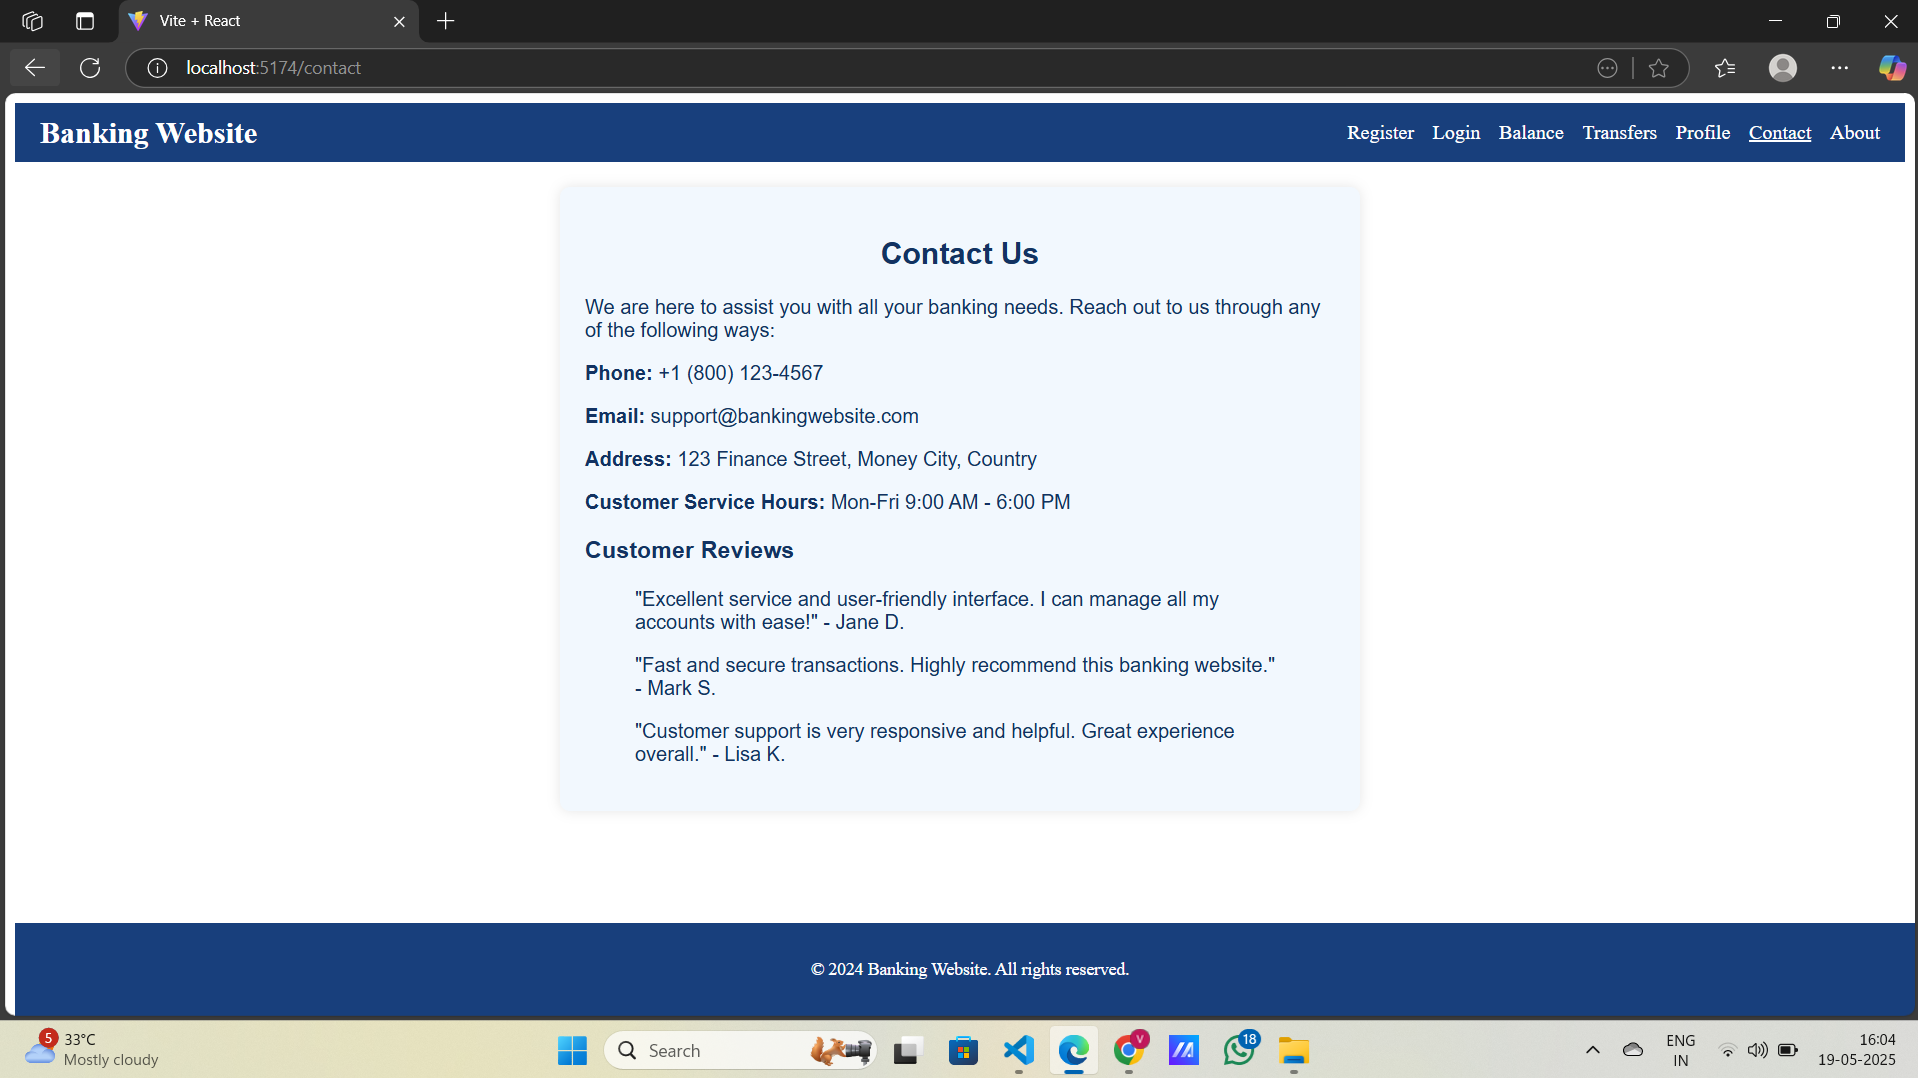 Vite + React
localhost:5174/contact
Banking Website
Register Login Balance Transfers Profile Contact About
Contact Us
We are here to assist you with all your banking needs. Reach out to us through any
of the following ways:
Phone: +1 (800) 123-4567
Email: support@bankingwebsite.com
Address: 123 Finance Street, Money City, Country
Customer Service Hours: Mon-Fri 9:00 AM - 6:00 PM
Customer Reviews
"Excellent service and user-friendly interface. I can manage all my
accounts with ease!" - Jane D.
"Fast and secure transactions. Highly recommend this banking website."
- Mark S.
"Customer support is very responsive and helpful. Great experience
overall." - Lisa K.
© 2024 Banking Website. All rights reserved.
5
33°C
Mostly cloudy
Search
V
18
ENG
IN
16:04
19-05-2025